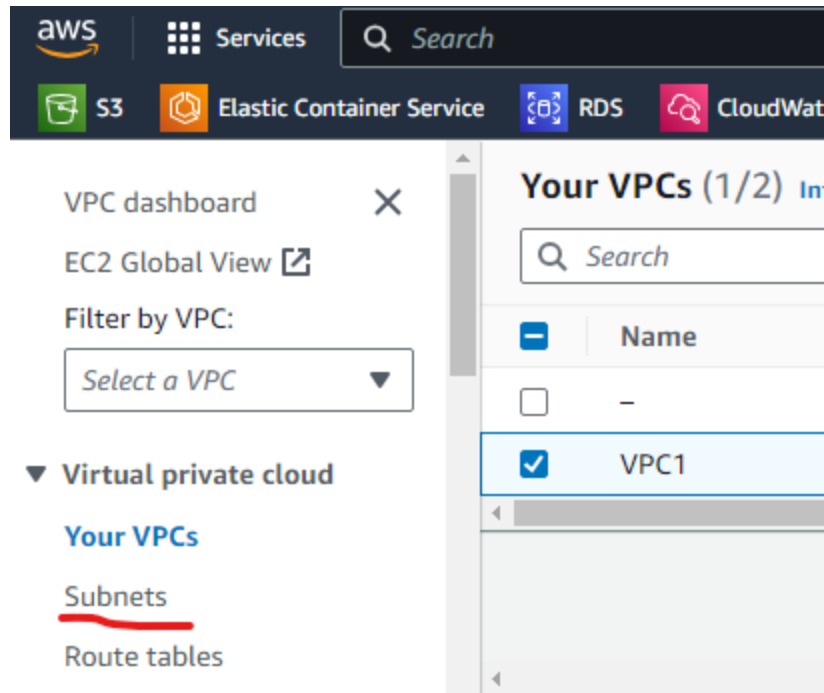 aws Services Search
S3 Elastic Container Service RDS CloudWat
VPC dashboard
EC2 Global View
Filter by VPC:
Select a VPC
Virtual private cloud
Your VPCs
Subnets
Route tables
Your VPCs (1/2)
Search
Name
–
VPC1